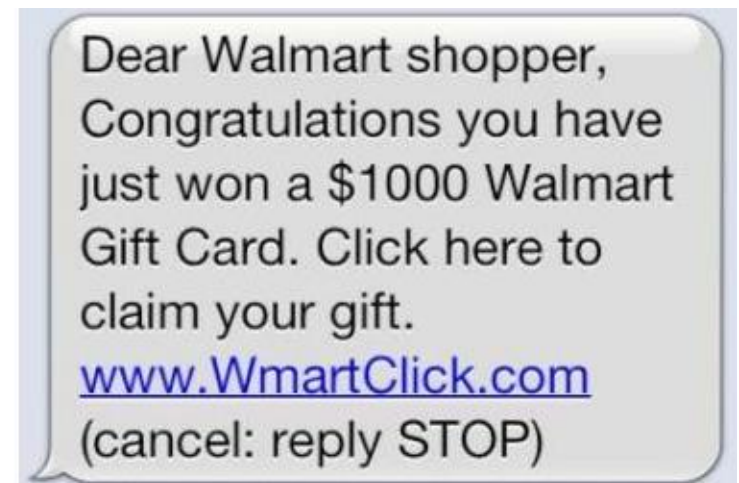 Dear Walmart shopper,
Congratulations you have
just won a $1000 Walmart
Gift Card. Click here to
claim your gift.
www.WmartClick.com
(cancel: reply STOP)